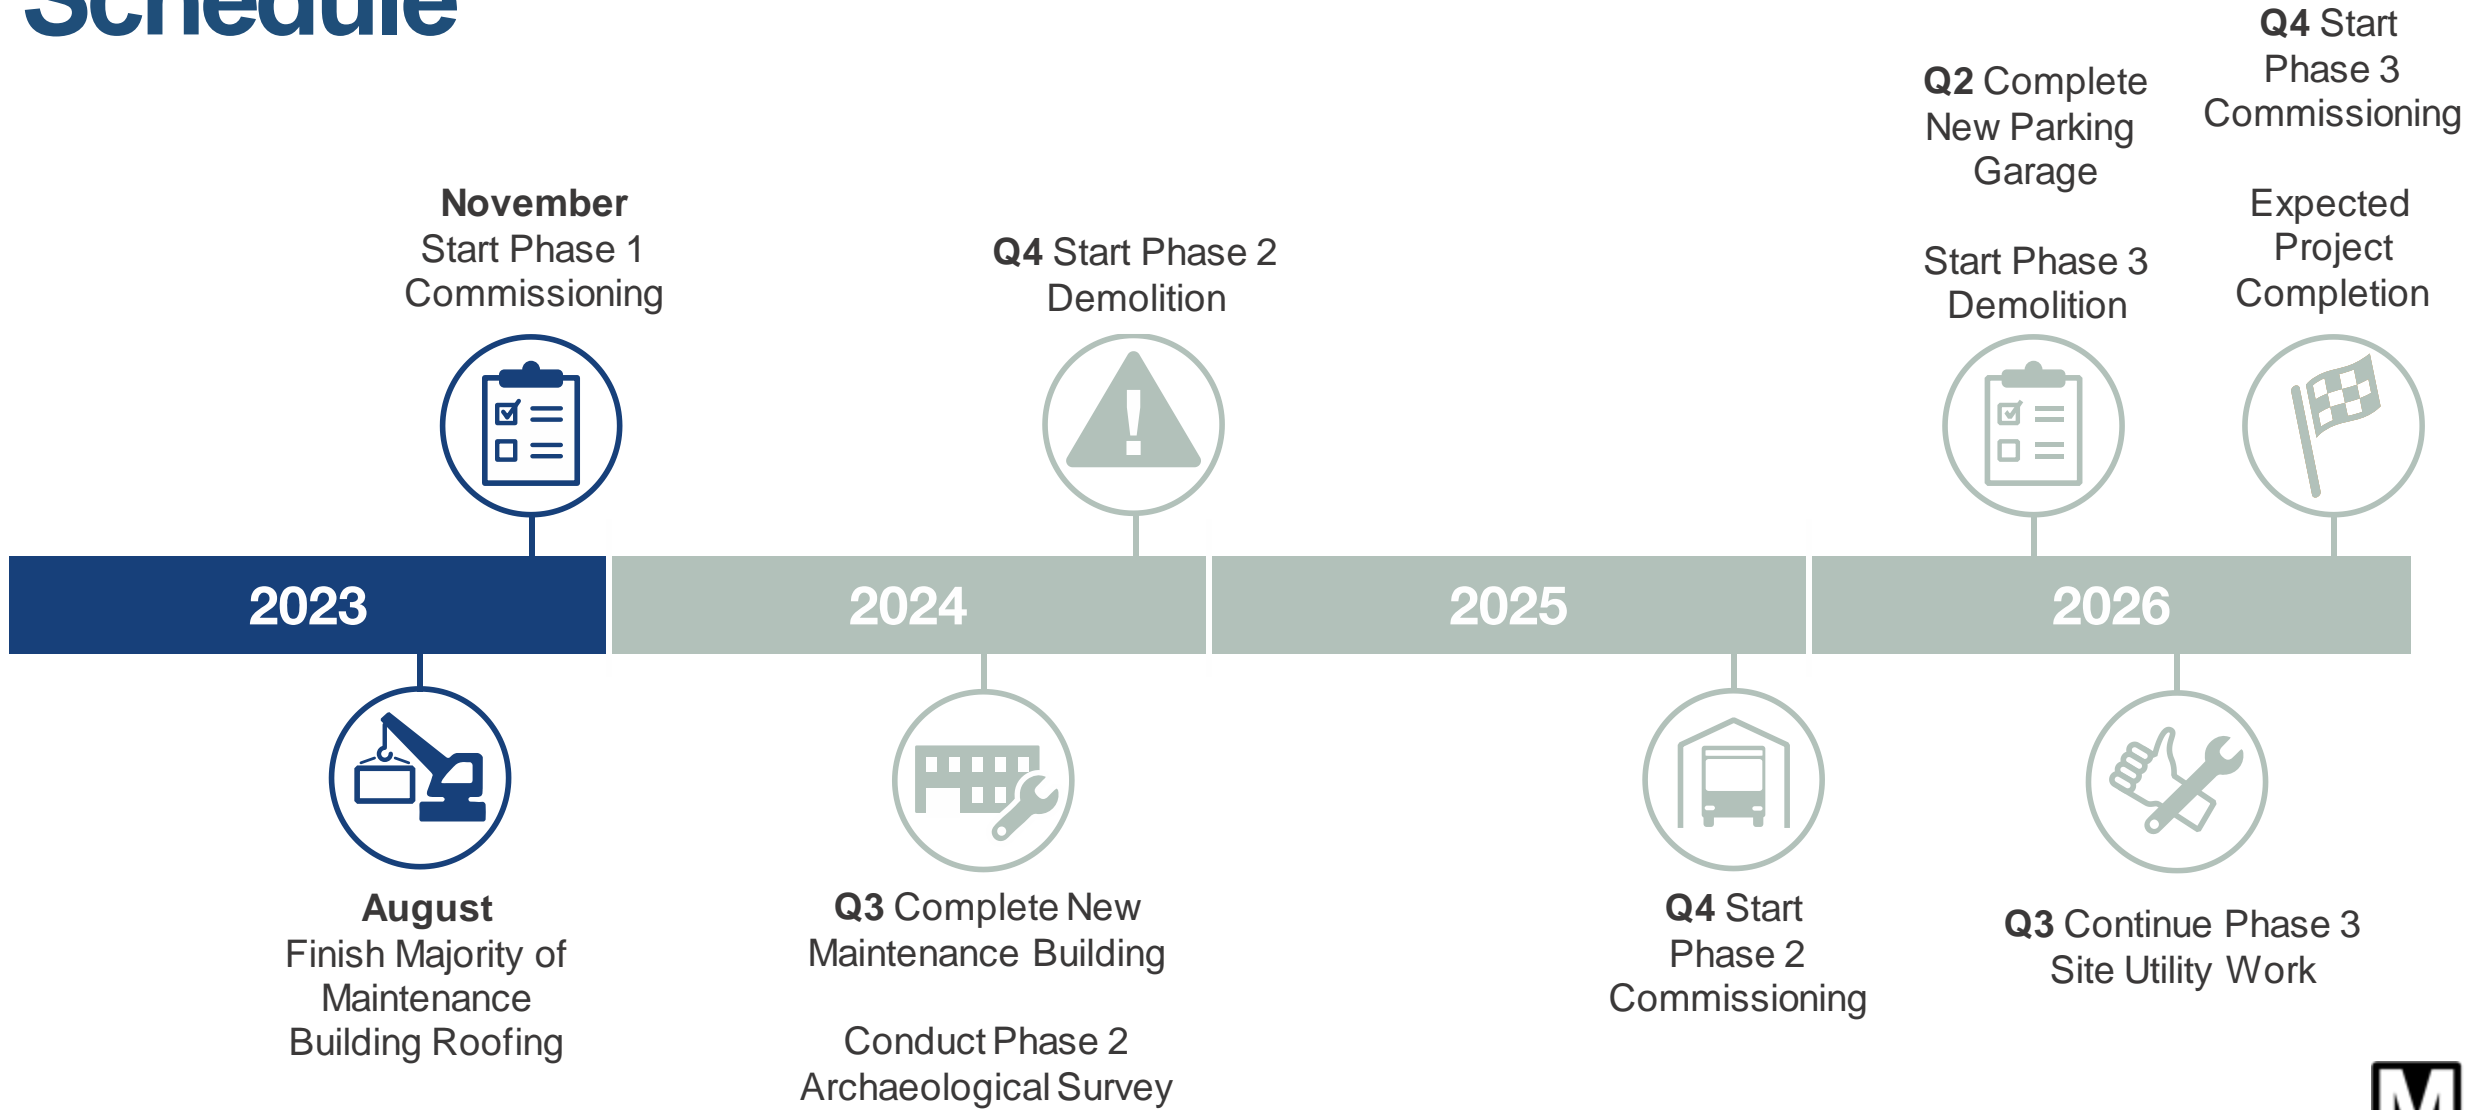 Schedule
November
Start Phase 1
Commissioning
Q4 Start Phase 2
Demolition
Q2 Complete
New Parking
Garage
Start Phase 3
Demolition
Q4 Start
Phase 3
Commissioning
Expected
Project
Completion
2023
2024
2025
2026
August
Finish Majority of
Maintenance
Building Roofing
Q3 Complete New
Maintenance Building
Conduct Phase 2
Archaeological Survey
Q4 Start
Phase 2
Commissioning
Q3 Continue Phase 3
Site Utility Work
M